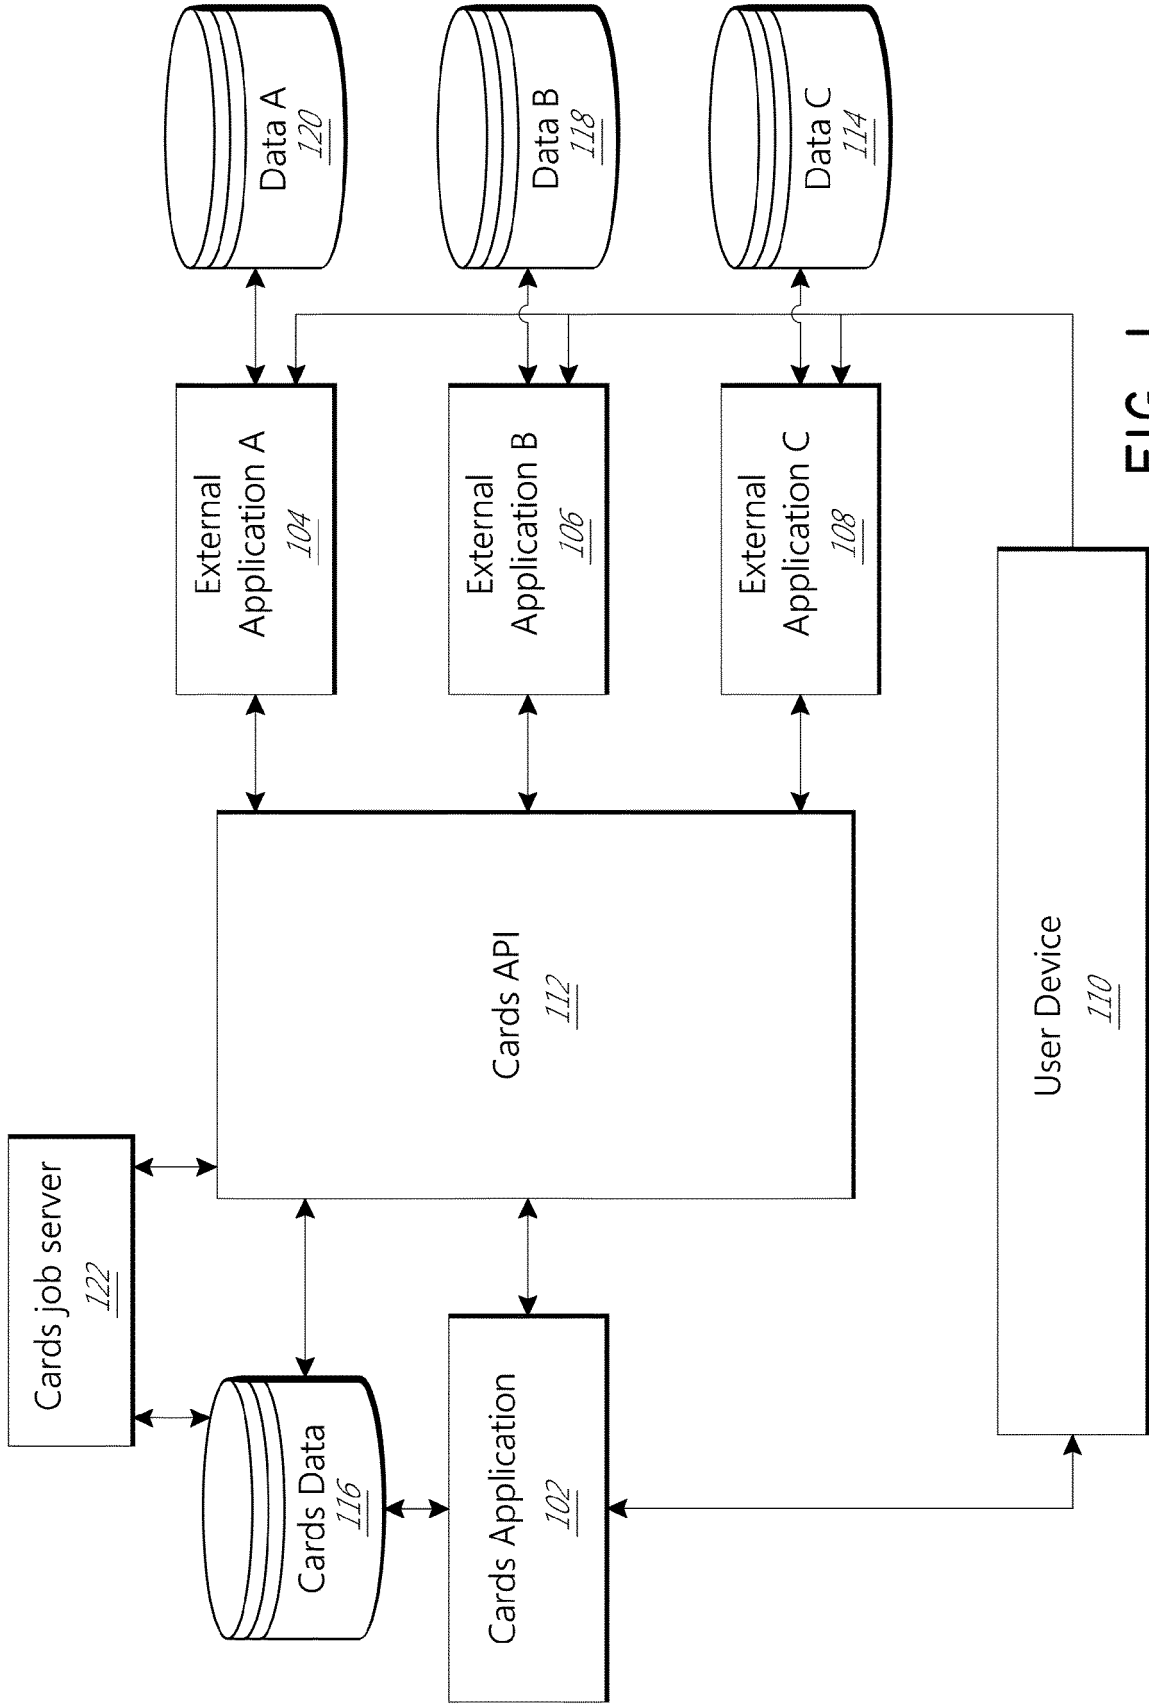 Cards job server
122
Cards Data
116
Cards Application
102
Cards API
112
External
Application A
104
External
Application B
106
External
Application C
108
Data A
120
Data B
118
Data C
114
User Device
110
FIG. 1